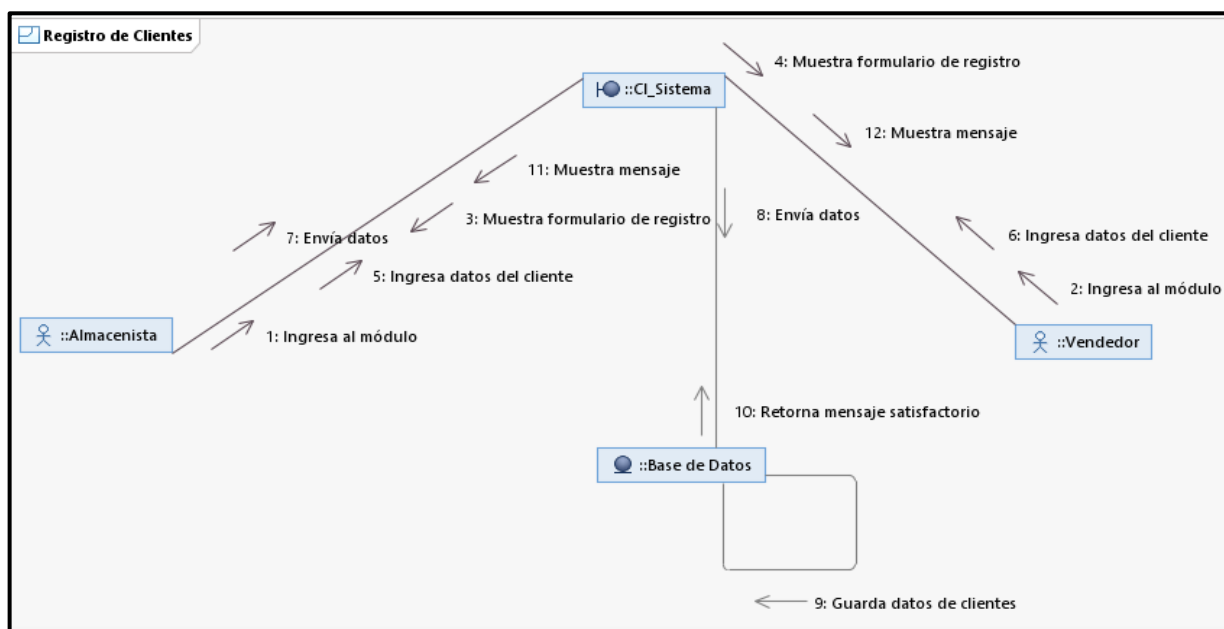 Registro de Clientes
4: Muestra formulario de registro
::CI_Sistema
12: Muestra mensaje
11: Muestra mensaje
3: Muestra formulario de registro
8: Envía datos
7: Envía datos
6: Ingresa datos del cliente
5: Ingresa datos del cliente
2: Ingresa al módulo
::Almacenista
1: Ingresa al módulo
::Vendedor
10: Retorna mensaje satisfactorio
::Base de Datos
9: Guarda datos de clientes